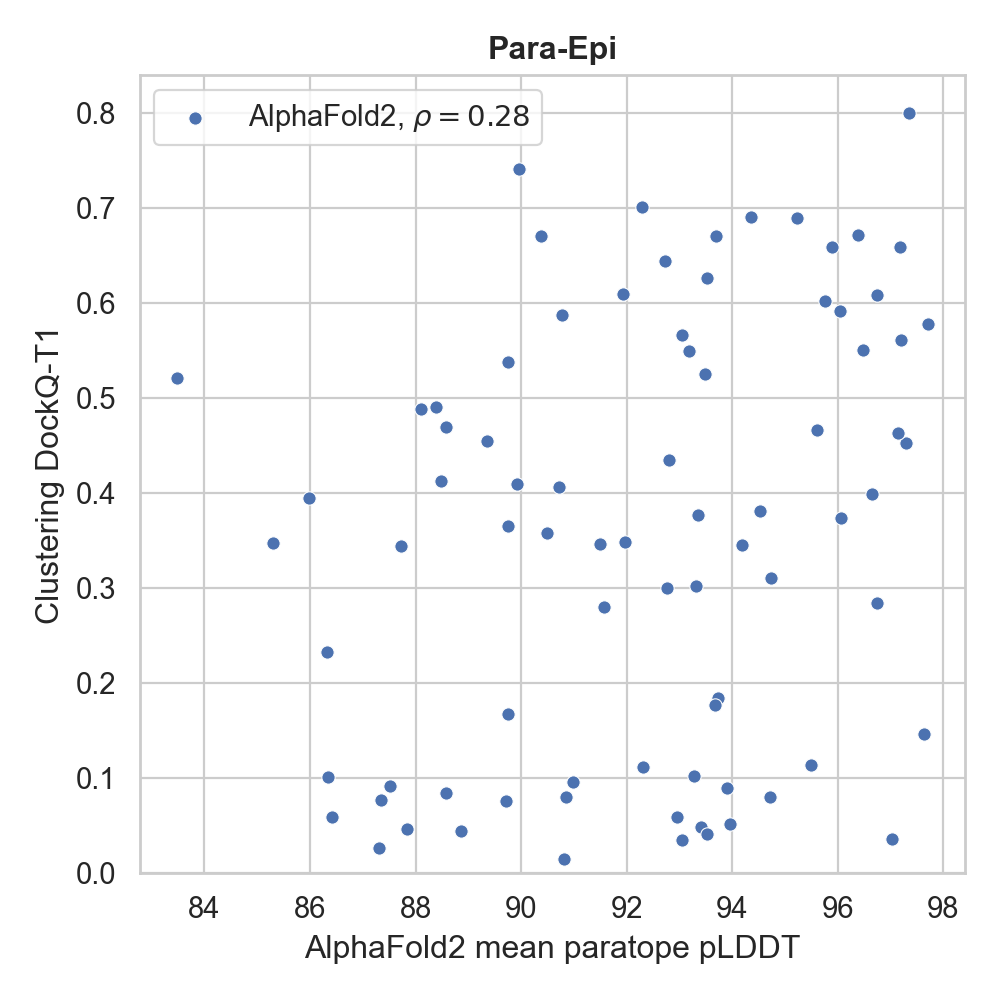 Para-Epi
AlphaFold2, ρ = 0.28
Clustering DockQ-T1
0.8
0.7
0.6
0.5
0.4
0.3
0.2
0.1
0.0
84 86 88 90 92 94 96 98
AlphaFold2 mean paratope pLDDT